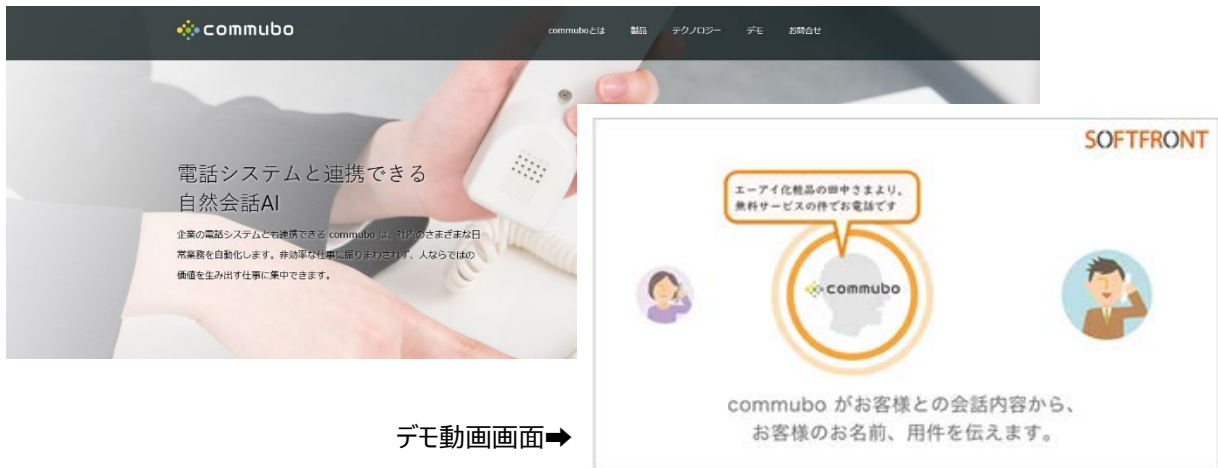 commubo
commuboとは 製品 テクノロジー デモ お問合せ
電話システムと連携できる
自然会話AI
企業の電話システムとも連携できる commubo は、社内のさまざまな日
常業務を自動化します。非効率な仕事に振りまわされず、人ならではの
価値を生み出す仕事に集中できます。
SOFTFRONT
エーアイ化粧品の田中さまより、
無料サービスの件でお電話です
commubo
commubo がお客様との会話内容から、
お客様のお名前、用件を伝えます。
デモ動画画面➡